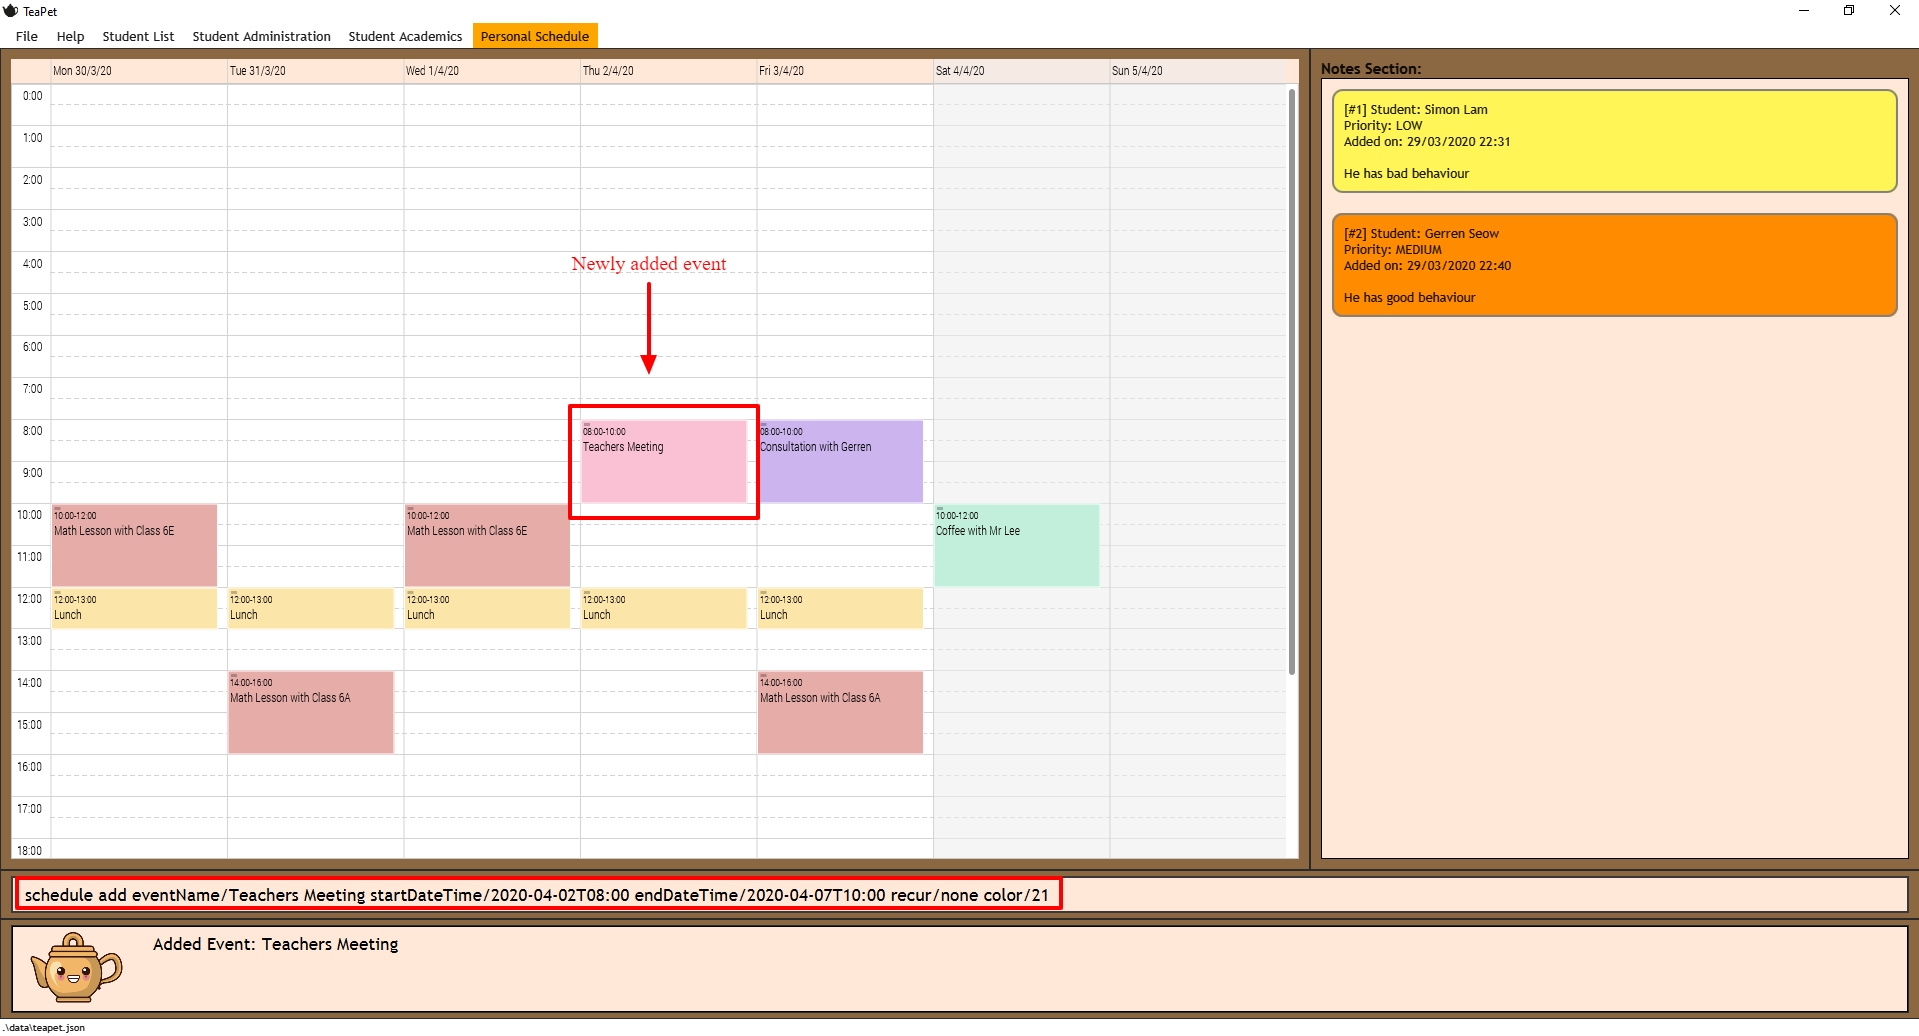 TeaPet
File Help Student List Student Administration Student Academics Personal Schedule
Mon 30/3/20 Tue 31/3/20 Wed 1/4/20 Thu 2/4/20 Fri 3/4/20 Sat 4/4/20 Sun 5/4/20
0:00
1:00
2:00
3:00
4:00
Newly added event
5:00
6:00
7:00
8:00
08:00-10:00 08:00-10:00
Teachers Meeting Consultation with Gerren
9:00
10:00
10:00-12:00 10:00-12:00 10:00-12:00
Math Lesson with Class 6E Math Lesson with Class 6E Coffee with Mr Lee
11:00
12:00
12:00-13:00 12:00-13:00 12:00-13:00 12:00-13:00 12:00-13:00
Lunch Lunch Lunch Lunch Lunch
13:00
14:00
14:00-16:00 14:00-16:00
Math Lesson with Class 6A Math Lesson with Class 6A
15:00
16:00
17:00
18:00
Notes Section:
[#1] Student: Simon Lam
Priority: LOW
Added on: 29/03/2020 22:31
He has bad behaviour
[#2] Student: Gerren Seow
Priority: MEDIUM
Added on: 29/03/2020 22:40
He has good behaviour
schedule add eventName/Teachers Meeting startDateTime/2020-04-02T08:00 endDateTime/2020-04-07T10:00 recur/none color/21
Added Event: Teachers Meeting
.\data\teapet.json